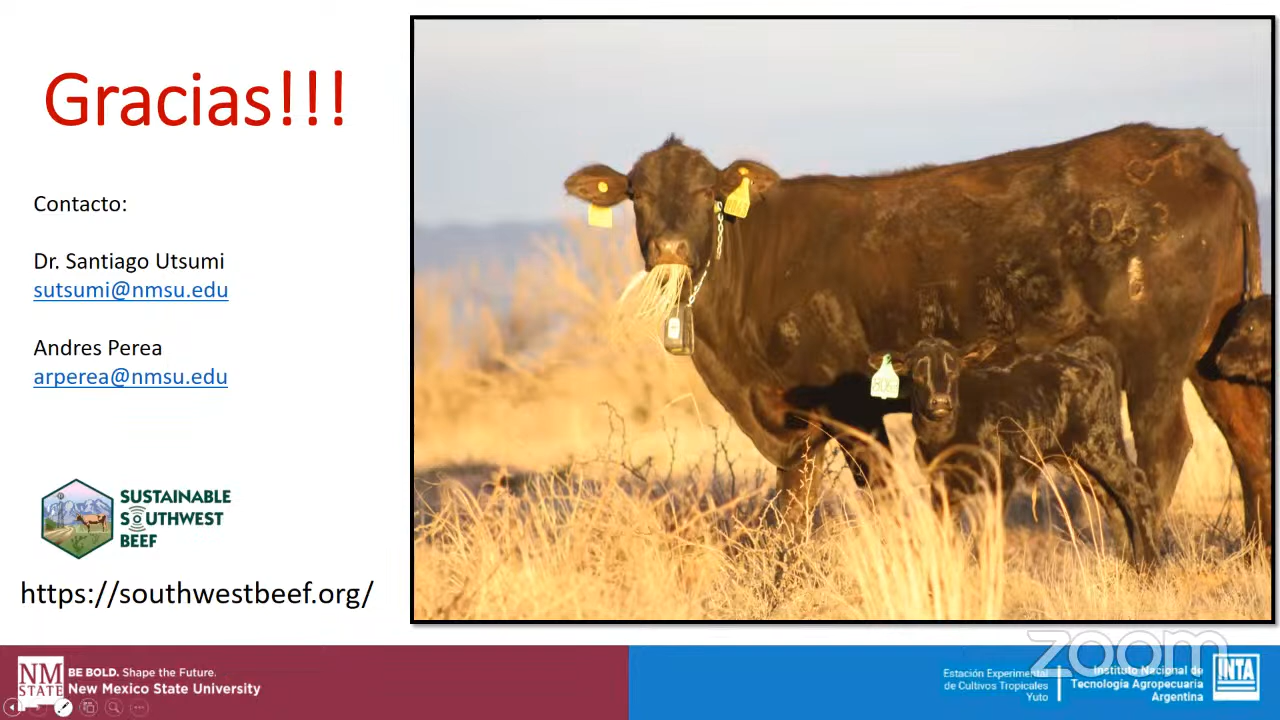 Gracias!!!
Contacto:
Dr. Santiago Utsumi
sutsumi@nmsu.edu
Andres Perea
arperea@nmsu.edu
SUSTAINABLE
SOUTHWEST
BEEF
https://southwestbeef.org/
zoom
NM
STATE
BE BOLD. Shape the Future.
New Mexico State University
Estación Experimental
de Cultivos Tropicales
Yuto
Instituto Nacional de
Tecnología Agropecuaria
Argentina
INTA